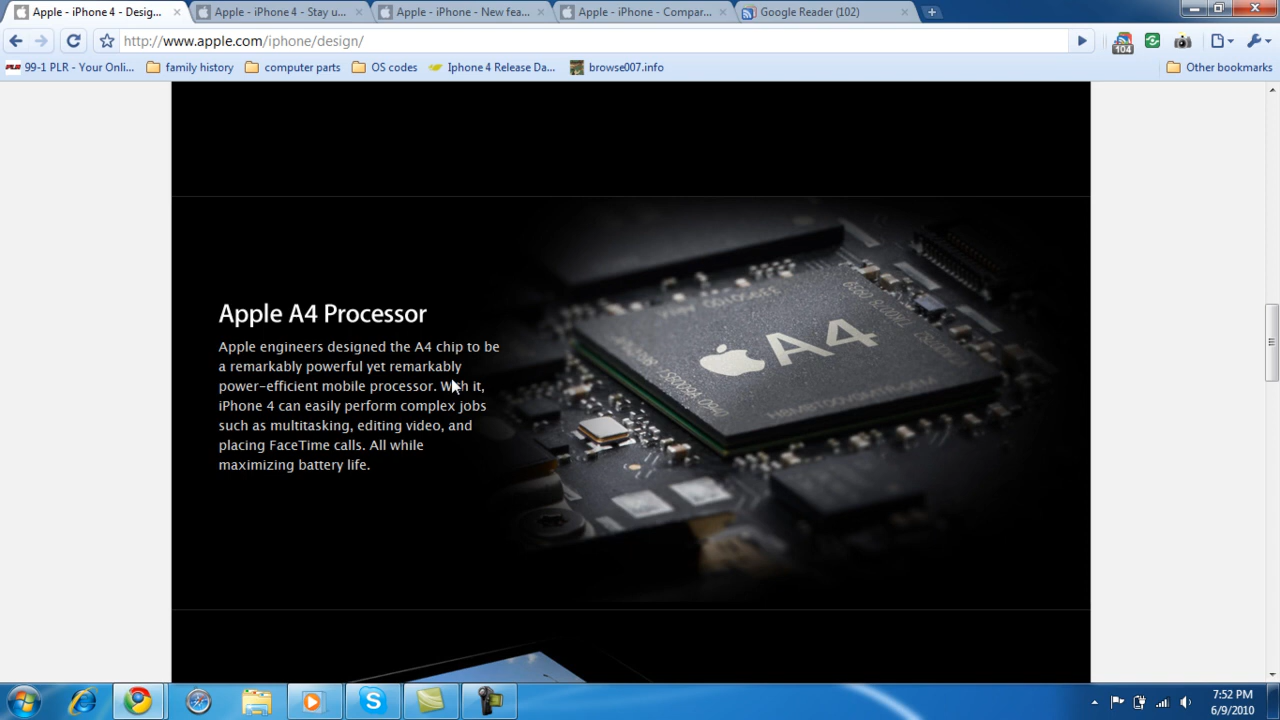 Apple - iPhone 4 - Desig...
Apple - iPhone 4 - Stay u...
Apple - iPhone - New fea...
Apple - iPhone - Compar...
Google Reader (102)
http://www.apple.com/iphone/design/
104
PLR
99-1 PLR - Your Onli...
family history
computer parts
OS codes
Iphone 4 Release Da...
browse007.info
Other bookmarks
Apple A4 Processor
Apple engineers designed the A4 chip to be
a remarkably powerful yet remarkably
power-efficient mobile processor. With it,
iPhone 4 can easily perform complex jobs
such as multitasking, editing video, and
placing FaceTime calls. All while
maximizing battery life.
A4
7:52 PM
6/9/2010